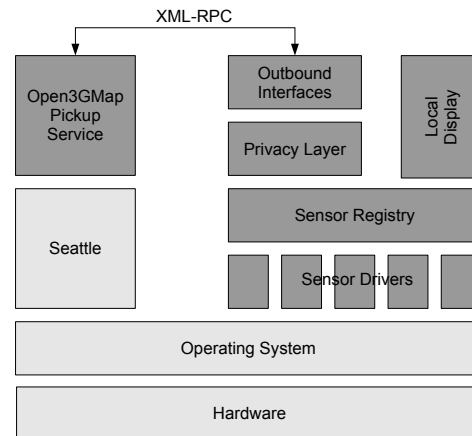 XML-RPC
Open3GMap
Pickup
Service
Outbound
Interfaces
Local
Display
Privacy Layer
Seattle
Sensor Registry
Sensor Drivers
Operating System
Hardware